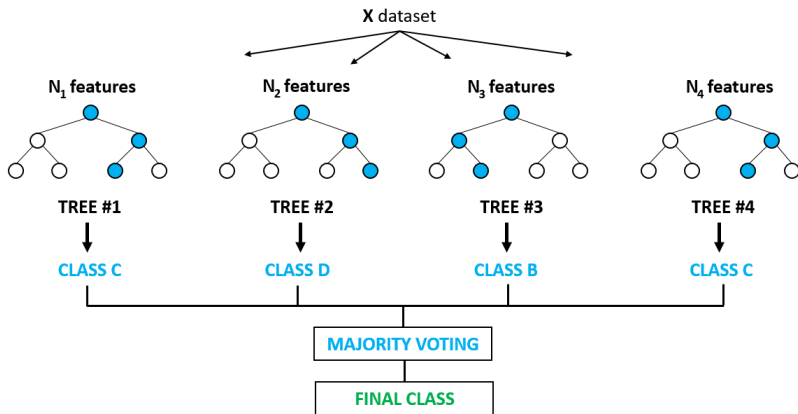 X dataset
N₁ features
N₂ features
N₃ features
N₄ features
TREE #1
TREE #2
TREE #3
TREE #4
CLASS C
CLASS D
CLASS B
CLASS C
MAJORITY VOTING
FINAL CLASS